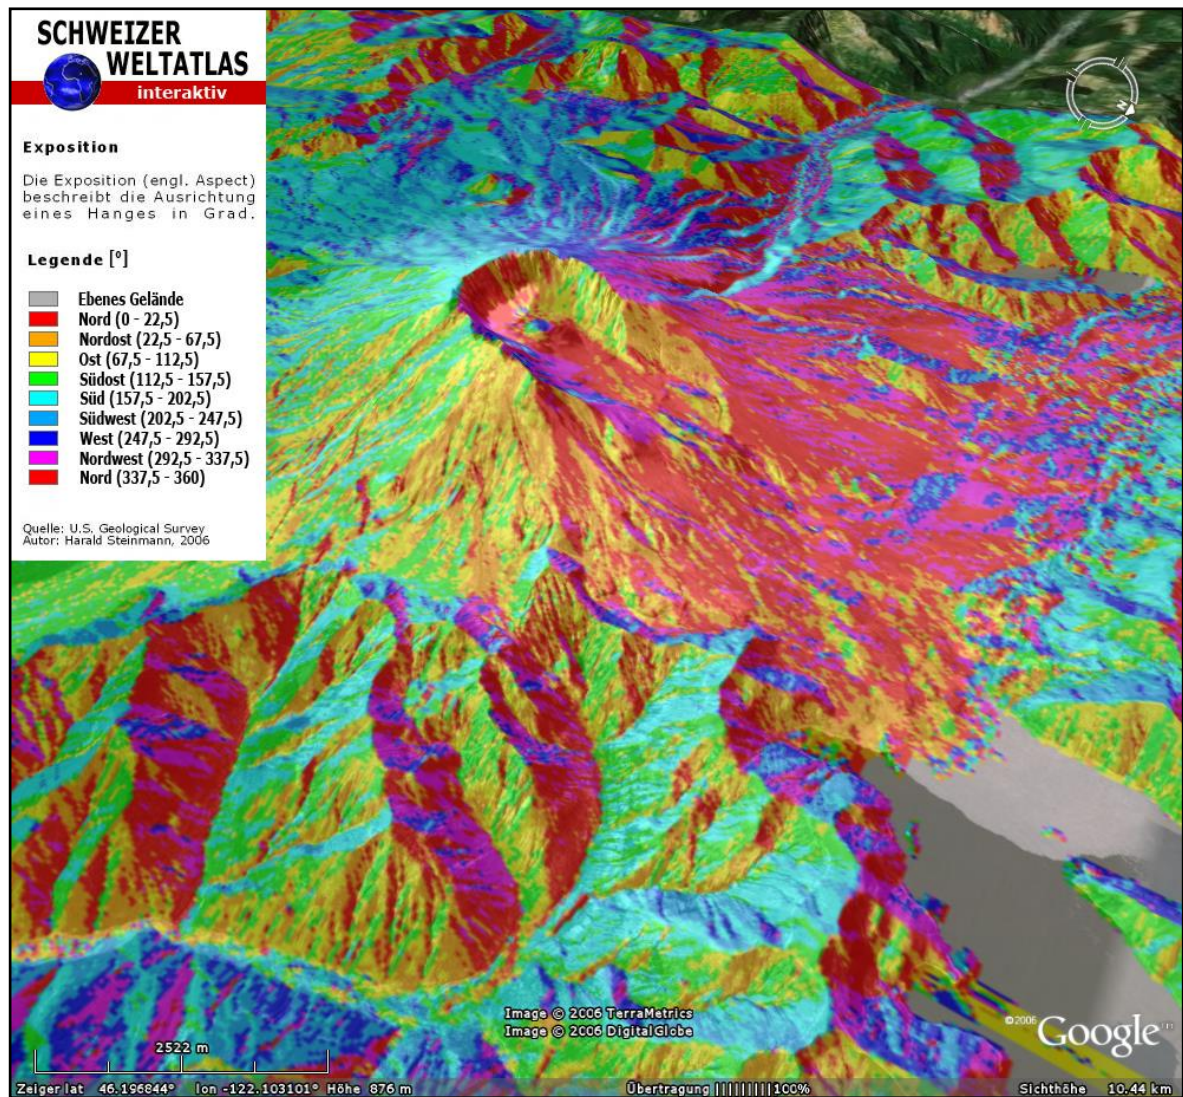 SCHWEIZER
WELTATLAS
interaktiv
Exposition
Die Exposition (engl. Aspect)
beschreibt die Ausrichtung
eines Hanges in Grad.
Legende [°]
Ebenes Gelände
Nord (0 - 22,5)
Nordost (22,5 - 67,5)
Ost (67,5 - 112,5)
Südost (112,5 - 157,5)
Süd (157,5 - 202,5)
Südwest (202,5 - 247,5)
West (247,5 - 292,5)
Nordwest (292,5 - 337,5)
Nord (337,5 - 360)
Quelle: U.S. Geological Survey
Autor: Harald Steinmann, 2006
N
Image © 2006 TerraMetrics
Image © 2006 DigitalGlobe
©2006 Google™
2522 m
Zeiger lat 46.196844° lon -122.103101° Höhe 876 m Übertragung ||||||||| 100% Sichthöhe 10.44 km